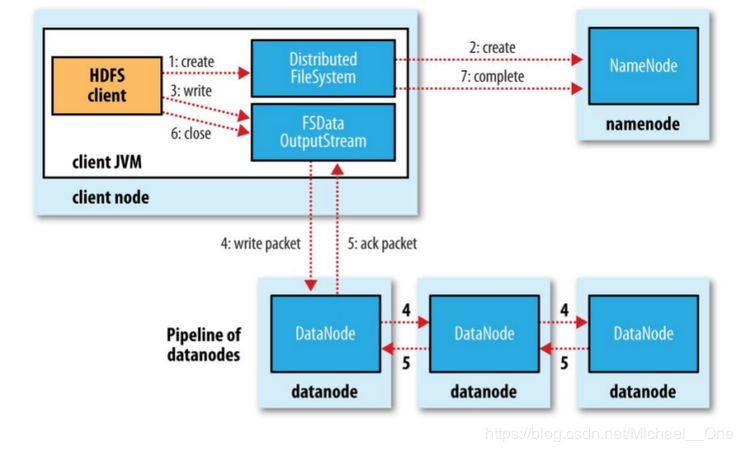 1: create
HDFS
client
3: write
6: close
Distributed
FileSystem
FSData
OutputStream
client JVM
client node
2: create
7: complete
NameNode
namenode
4: write packet
5: ack packet
Pipeline of
datanodes
DataNode
datanode
4
5
DataNode
datanode
4
5
DataNode
datanode
https://blog.csdn.net/Michael__One